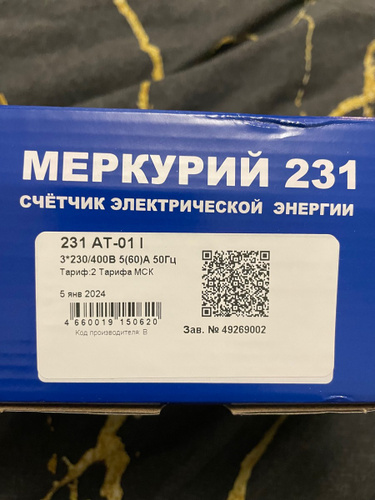 МЕРКУРИЙ 231
СЧЁТЧИК ЭЛЕКТРИЧЕСКОЙ ЭНЕРГИИ
231 АТ-01 I
3*230/400В 5(60)А 50Гц
Тариф:2 Тарифа МСК
5 янв 2024
4 660019 150620
Код производителя: В
Зав. № 49269002